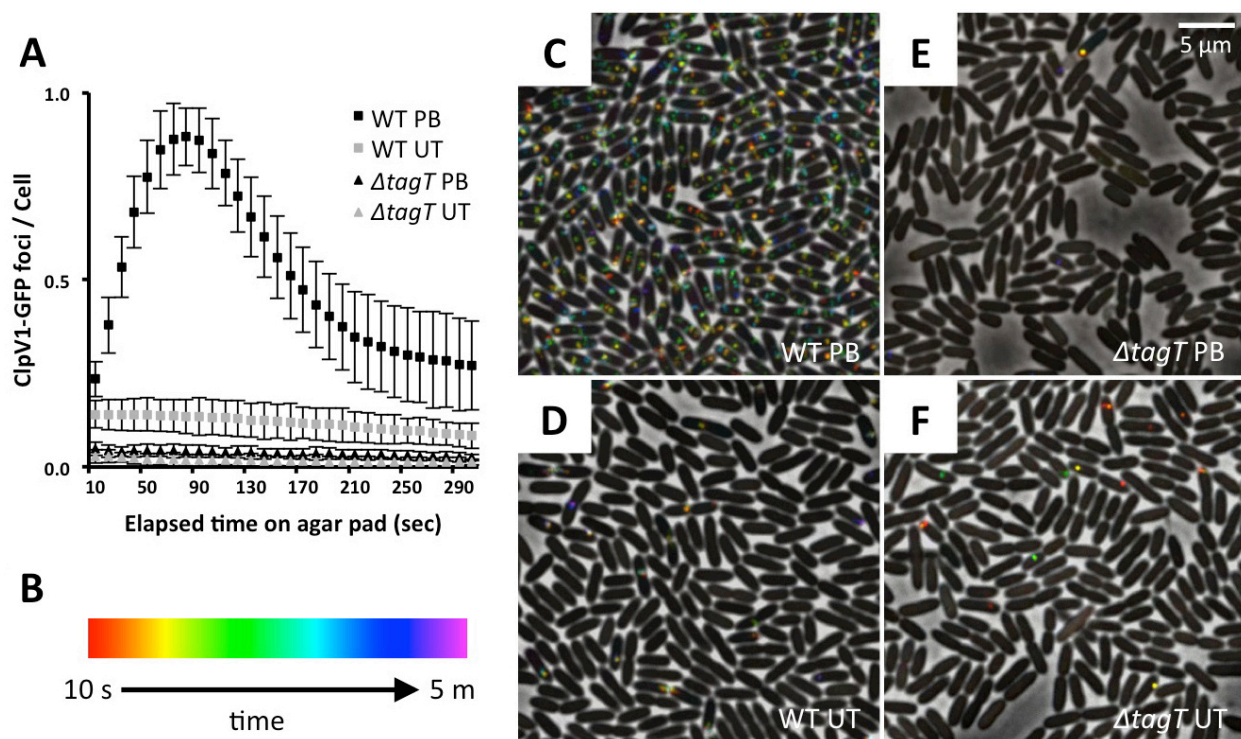 A
1.0
0.5
0.0
ClpV1-GFP foci / Cell
WT PB
WT UT
ΔtagT PB
ΔtagT UT
10 50 90 130 170 210 250 290
Elapsed time on agar pad (sec)
B
10 s 5 m
time
C
WT PB
D
WT UT
E
5 μm
ΔtagT PB
F
ΔtagT UT